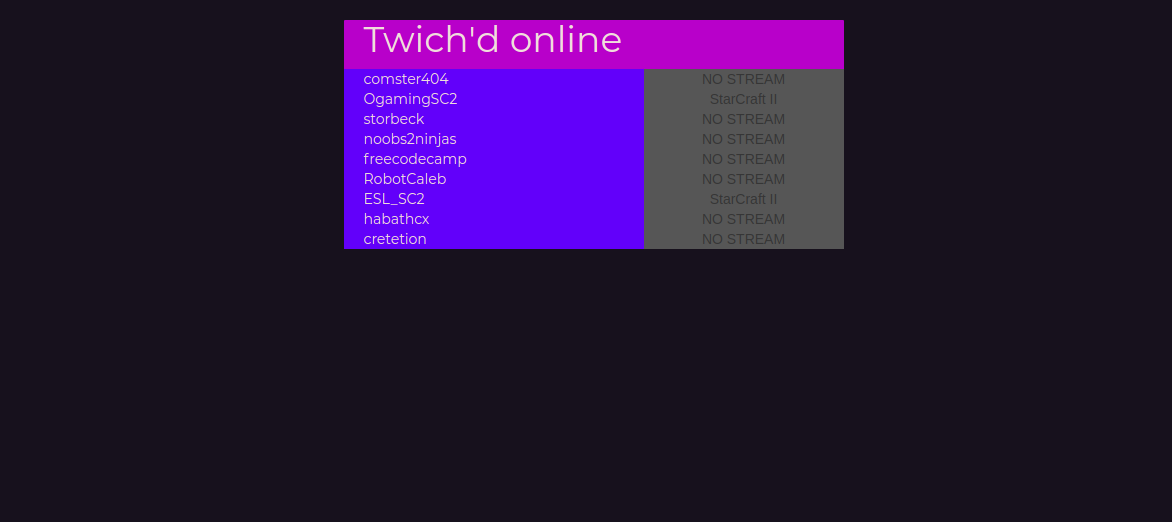 Twich'd online
comster404 NO STREAM
OgamingSC2 StarCraft II
storbeck NO STREAM
noobs2ninjas NO STREAM
freecodecamp NO STREAM
RobotCaleb NO STREAM
ESL_SC2 StarCraft II
habathcx NO STREAM
cretetion NO STREAM